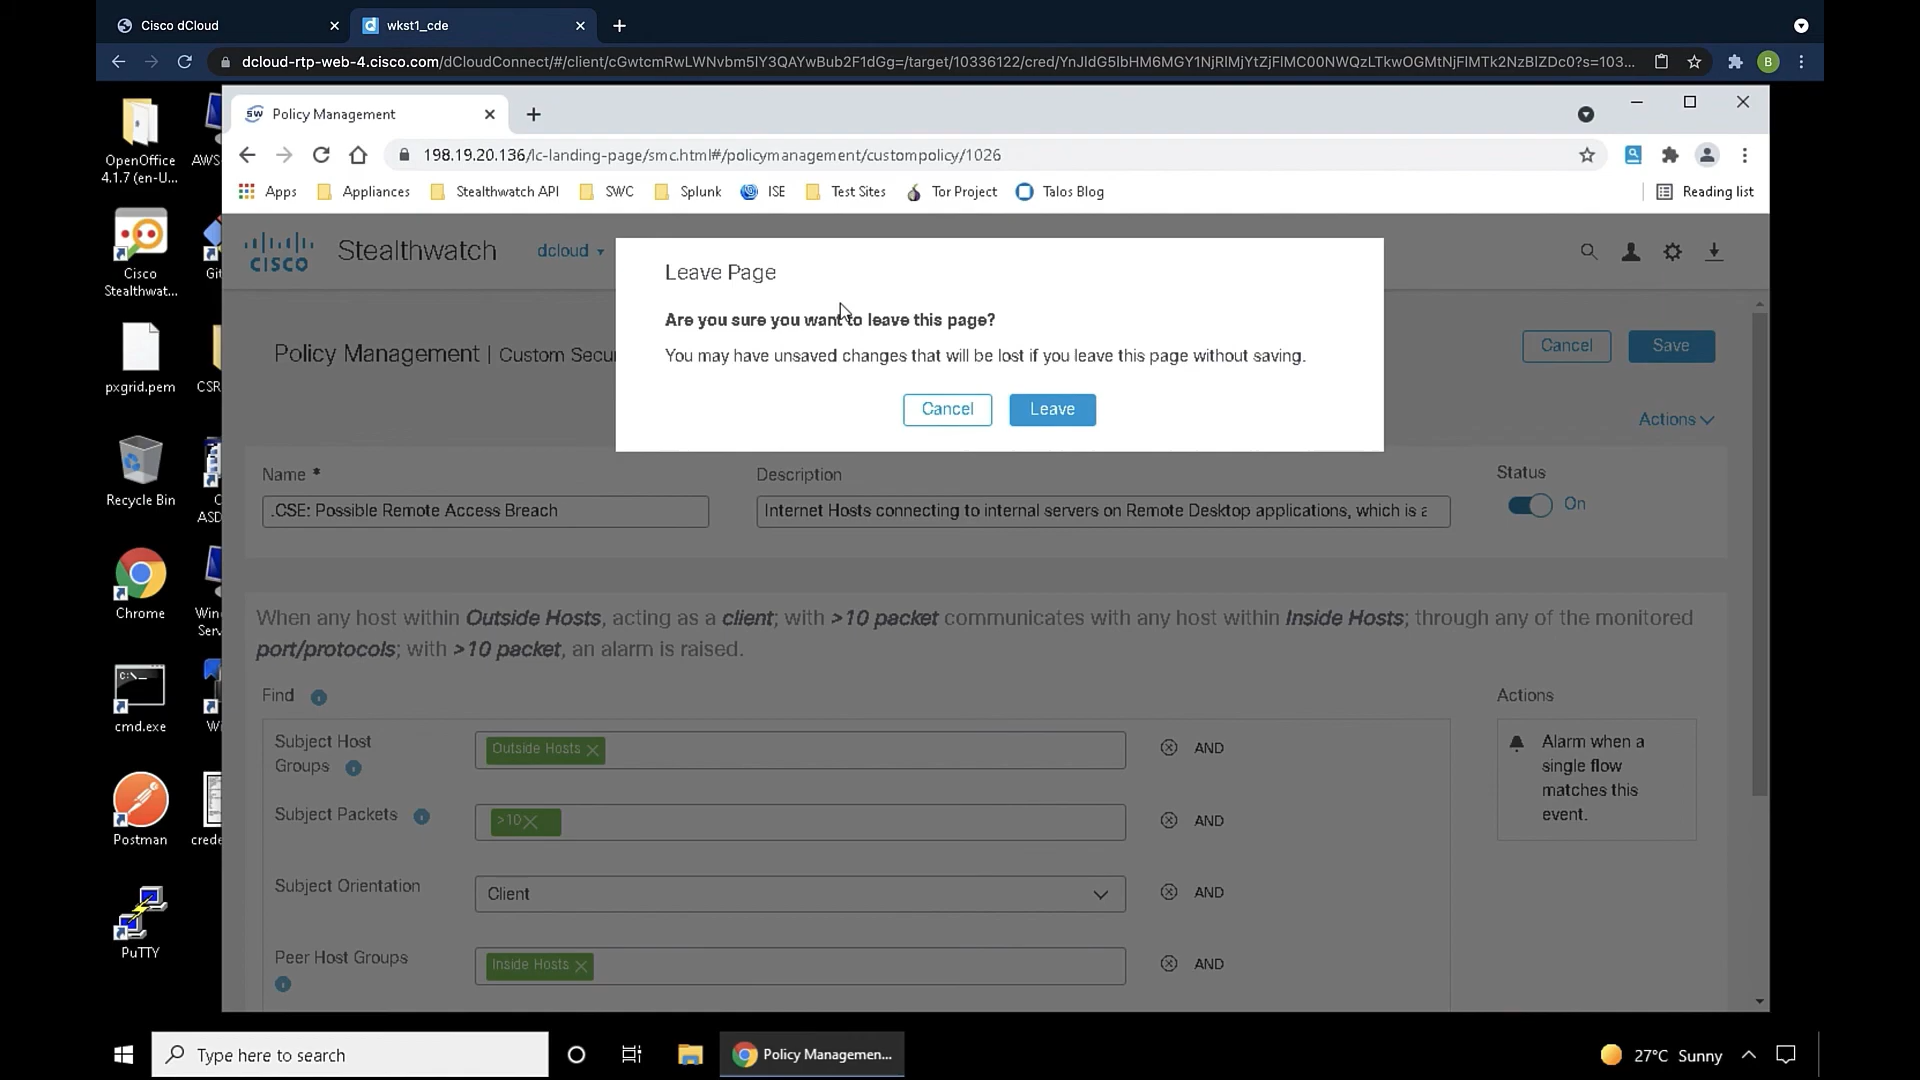 Cisco dCloud
wkst1_cde
dcloud-rtp-web-4.cisco.com/dCloudConnect/#/client/cGwtcmRwLWNvbm5lY3QAYwBub2F1dGg=/target/10336122/cred/YnJldG5lbHM6MGY1NjRlMjYtZjFlMC00NWQzLTkwOGMtNjFlMTk2NzBlZDc0?s=103...
B
Policy Management
198.19.20.136/lc-landing-page/smc.html#/policymanagement/custompolicy/1026
Apps
Appliances
Stealthwatch API
SWC
Splunk
ISE
Test Sites
Tor Project
Talos Blog
Reading list
CISCO
Stealthwatch
dcloud
Leave Page
Are you sure you want to leave this page?
You may have unsaved changes that will be lost if you leave this page without saving.
Cancel
Leave
Policy Management | Custom Secu
Cancel
Save
Actions
Name *
.CSE: Possible Remote Access Breach
Description
Internet Hosts connecting to internal servers on Remote Desktop applications, which is a
Status
On
When any host within Outside Hosts, acting as a client; with >10 packet communicates with any host within Inside Hosts; through any of the monitored
port/protocols; with >10 packet, an alarm is raised.
Find
Subject Host
Groups
Outside Hosts
AND
Subject Packets
>10
AND
Subject Orientation
Client
AND
Peer Host Groups
Inside Hosts
AND
Actions
Alarm when a
single flow
matches this
event.
OpenOffice
4.1.7 (en-U...
AWS
Cisco
Stealthwat...
Git
pxgrid.pem
CSR
Recycle Bin
C
ASD
Chrome
Win
Serv
C:\_
cmd.exe
Wi
Postman
crede
PuTTY
Type here to search
Policy Managemen...
27°C Sunny